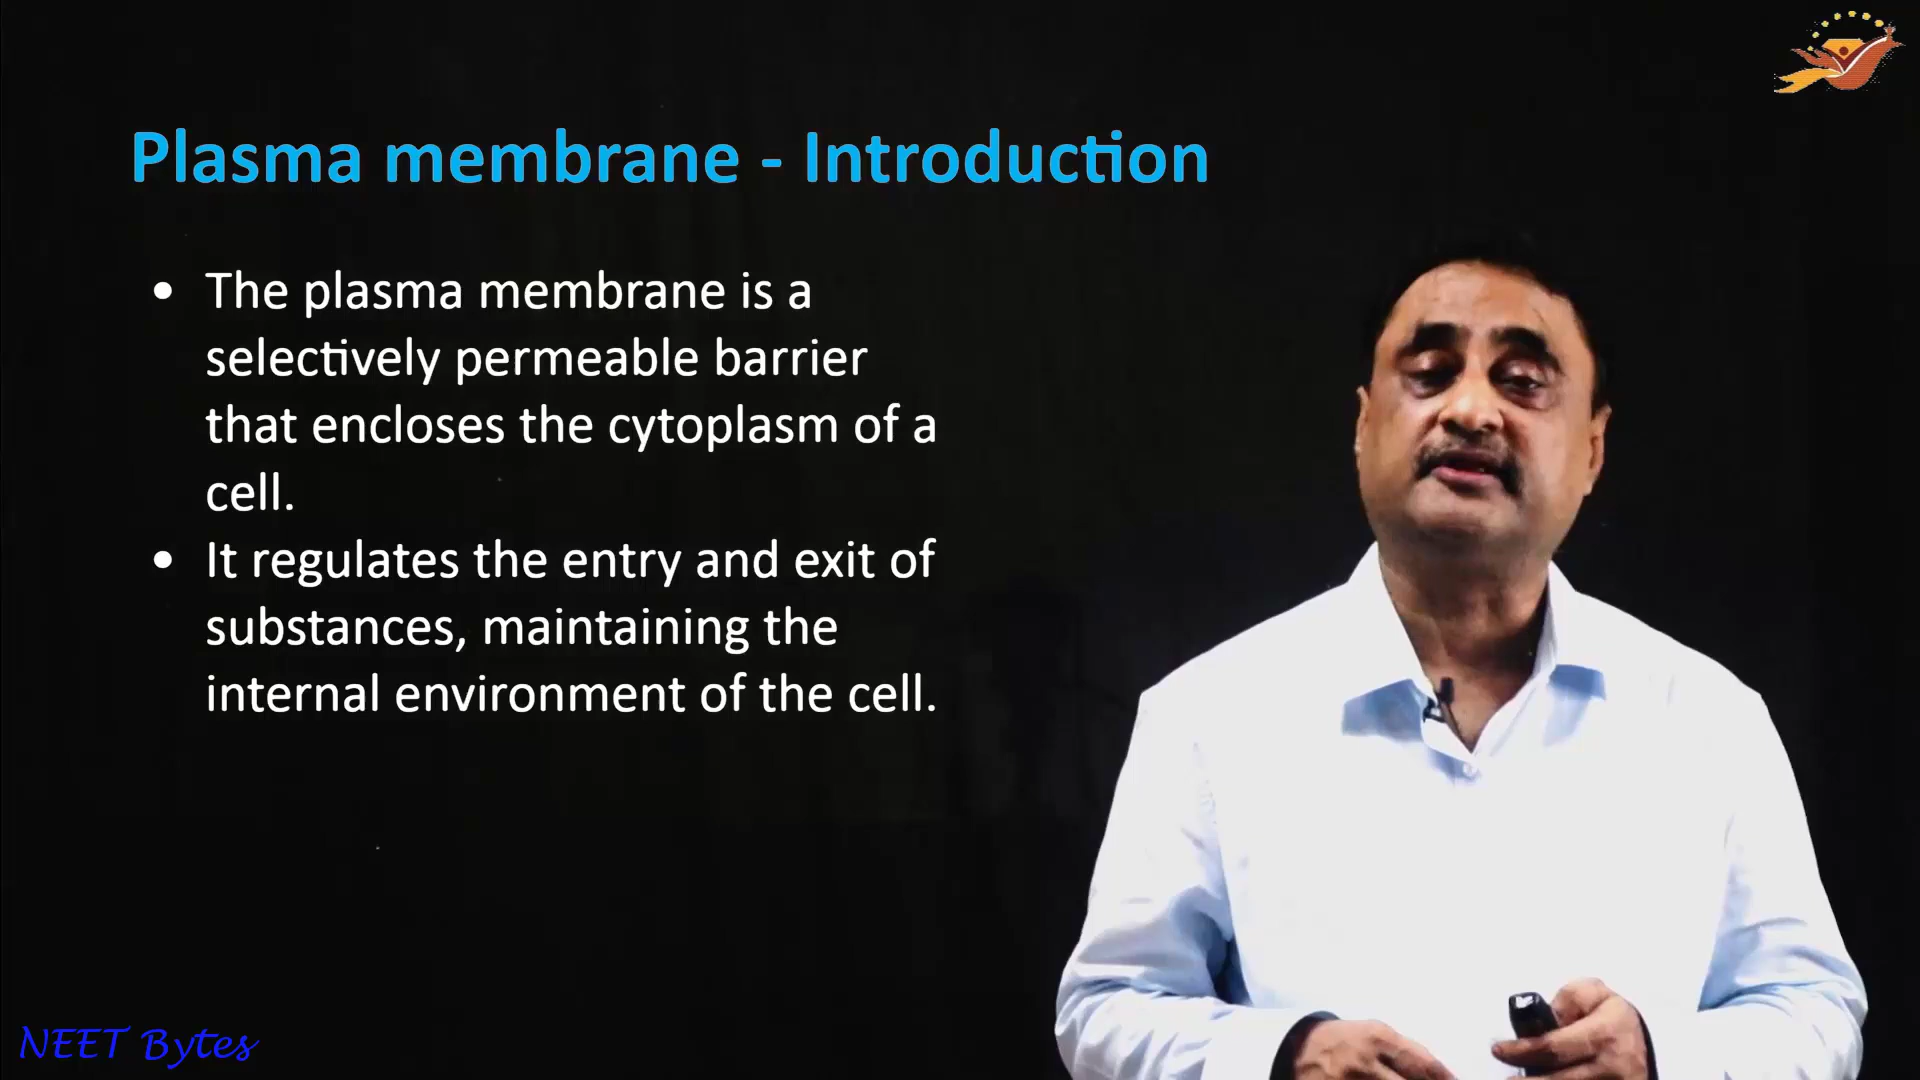 Plasma membrane - Introduction
• The plasma membrane is a
selectively permeable barrier
that encloses the cytoplasm of a
cell.
• It regulates the entry and exit of
substances, maintaining the
internal environment of the cell.
NEET Bytes